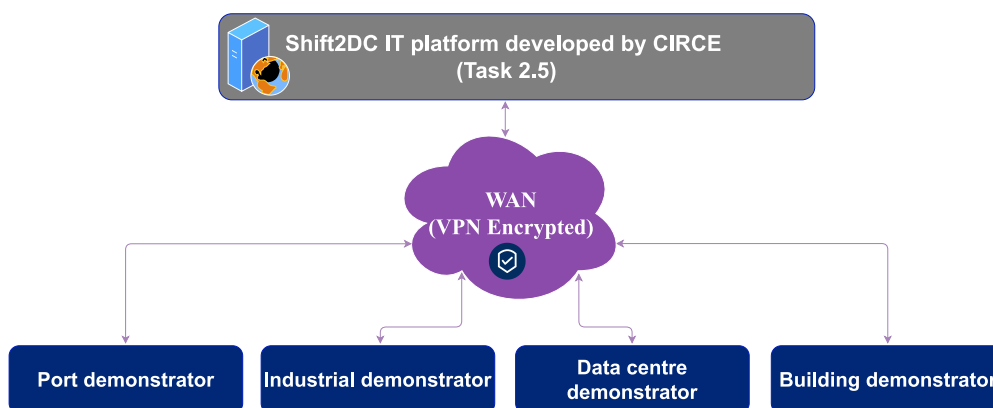 Shift2DC IT platform developed by CIRCE
(Task 2.5)
WAN
(VPN Encrypted)
Port demonstrator
Industrial demonstrator
Data centre
demonstrator
Building demonstrator